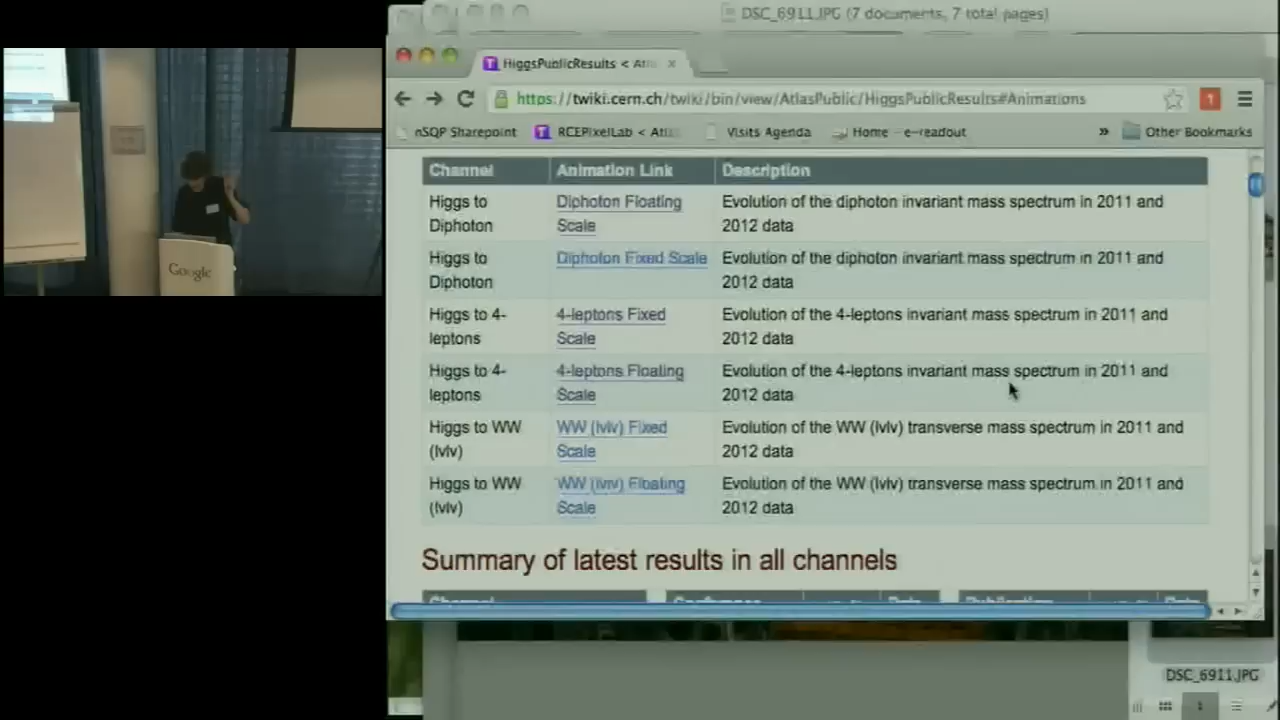 DSC_6911.JPG (7 documents, 7 total pages)
HiggsPublicResults < Atl
https://twiki.cern.ch/twiki/bin/view/AtlasPublic/HiggsPublicResults#Animations
1
nSQP Sharepoint
RCEPixelLab < Atla
Visits Agenda
Home - e-readout
»
Other Bookmarks
Channel Animation Link Description
Higgs to Diphoton Floating Evolution of the diphoton invariant mass spectrum in 2011 and
Diphoton Scale 2012 data
Higgs to Diphoton Fixed Scale Evolution of the diphoton invariant mass spectrum in 2011 and
Diphoton 2012 data
Higgs to 4- 4-leptons Fixed Evolution of the 4-leptons invariant mass spectrum in 2011 and
leptons Scale 2012 data
Higgs to 4- 4-leptons Floating Evolution of the 4-leptons invariant mass spectrum in 2011 and
leptons Scale 2012 data
Higgs to WW WW (lvlv) Fixed Evolution of the WW (lvlv) transverse mass spectrum in 2011 and
(lvlv) Scale 2012 data
Higgs to WW WW (lvlv) Floating Evolution of the WW (lvlv) transverse mass spectrum in 2011 and
(lvlv) Scale 2012 data
Summary of latest results in all channels
Channel Conference Date Publication Date
DSC_6911.JPG
Google